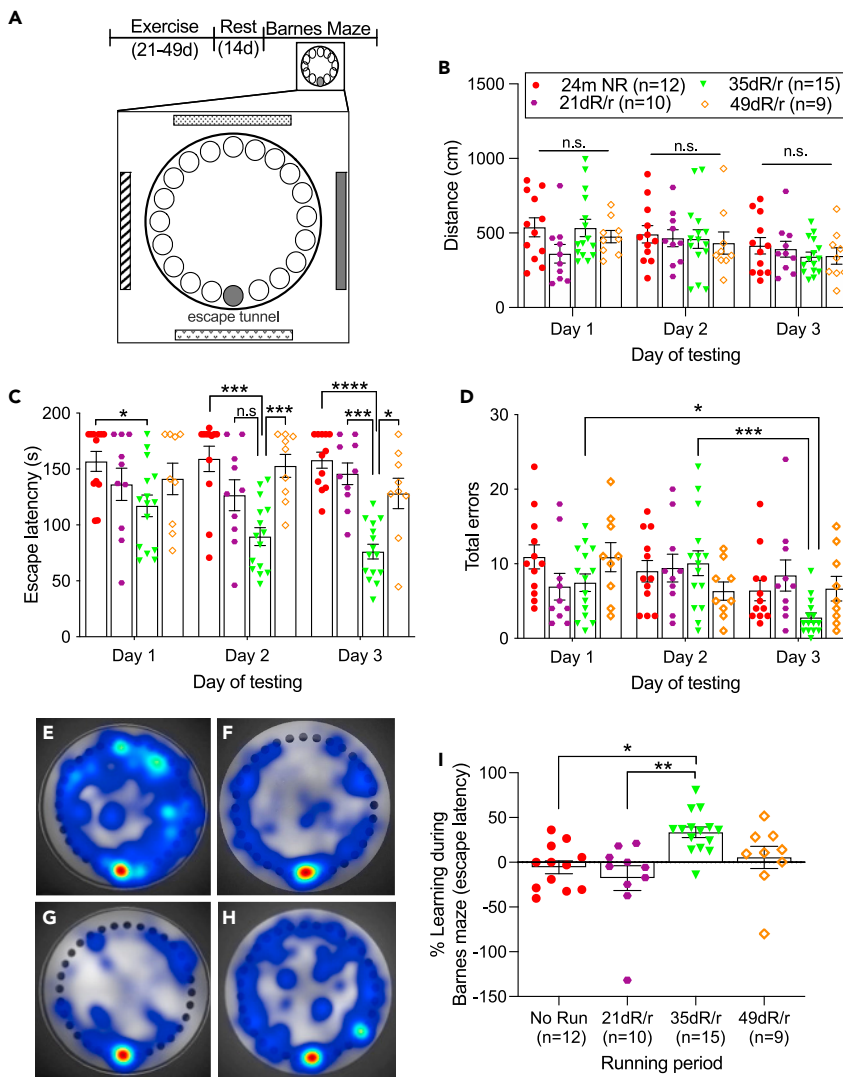 A
Exercise
Rest
Barnes Maze
(21-49d)
(14d)
escape tunnel
B
24m NR (n=12)
35dR/r (n=15)
21dR/r (n=10)
49dR/r (n=9)
Distance (cm)
1500
1000
500
0
n.s.
n.s.
n.s.
Day 1
Day 2
Day 3
Day of testing
C
Escape latencny (s)
200
150
100
50
0
*
***
n.s
***
****
***
*
Day 1
Day 2
Day 3
Day of testing
D
Total errors
30
20
10
0
*
***
Day 1
Day 2
Day 3
Day of testing
E
F
G
H
I
% Learning during
Barnes maze (escape latency)
100
50
0
-50
-100
-150
*
**
No Run
21dR/r
35dR/r
49dR/r
(n=12)
(n=10)
(n=15)
(n=9)
Running period